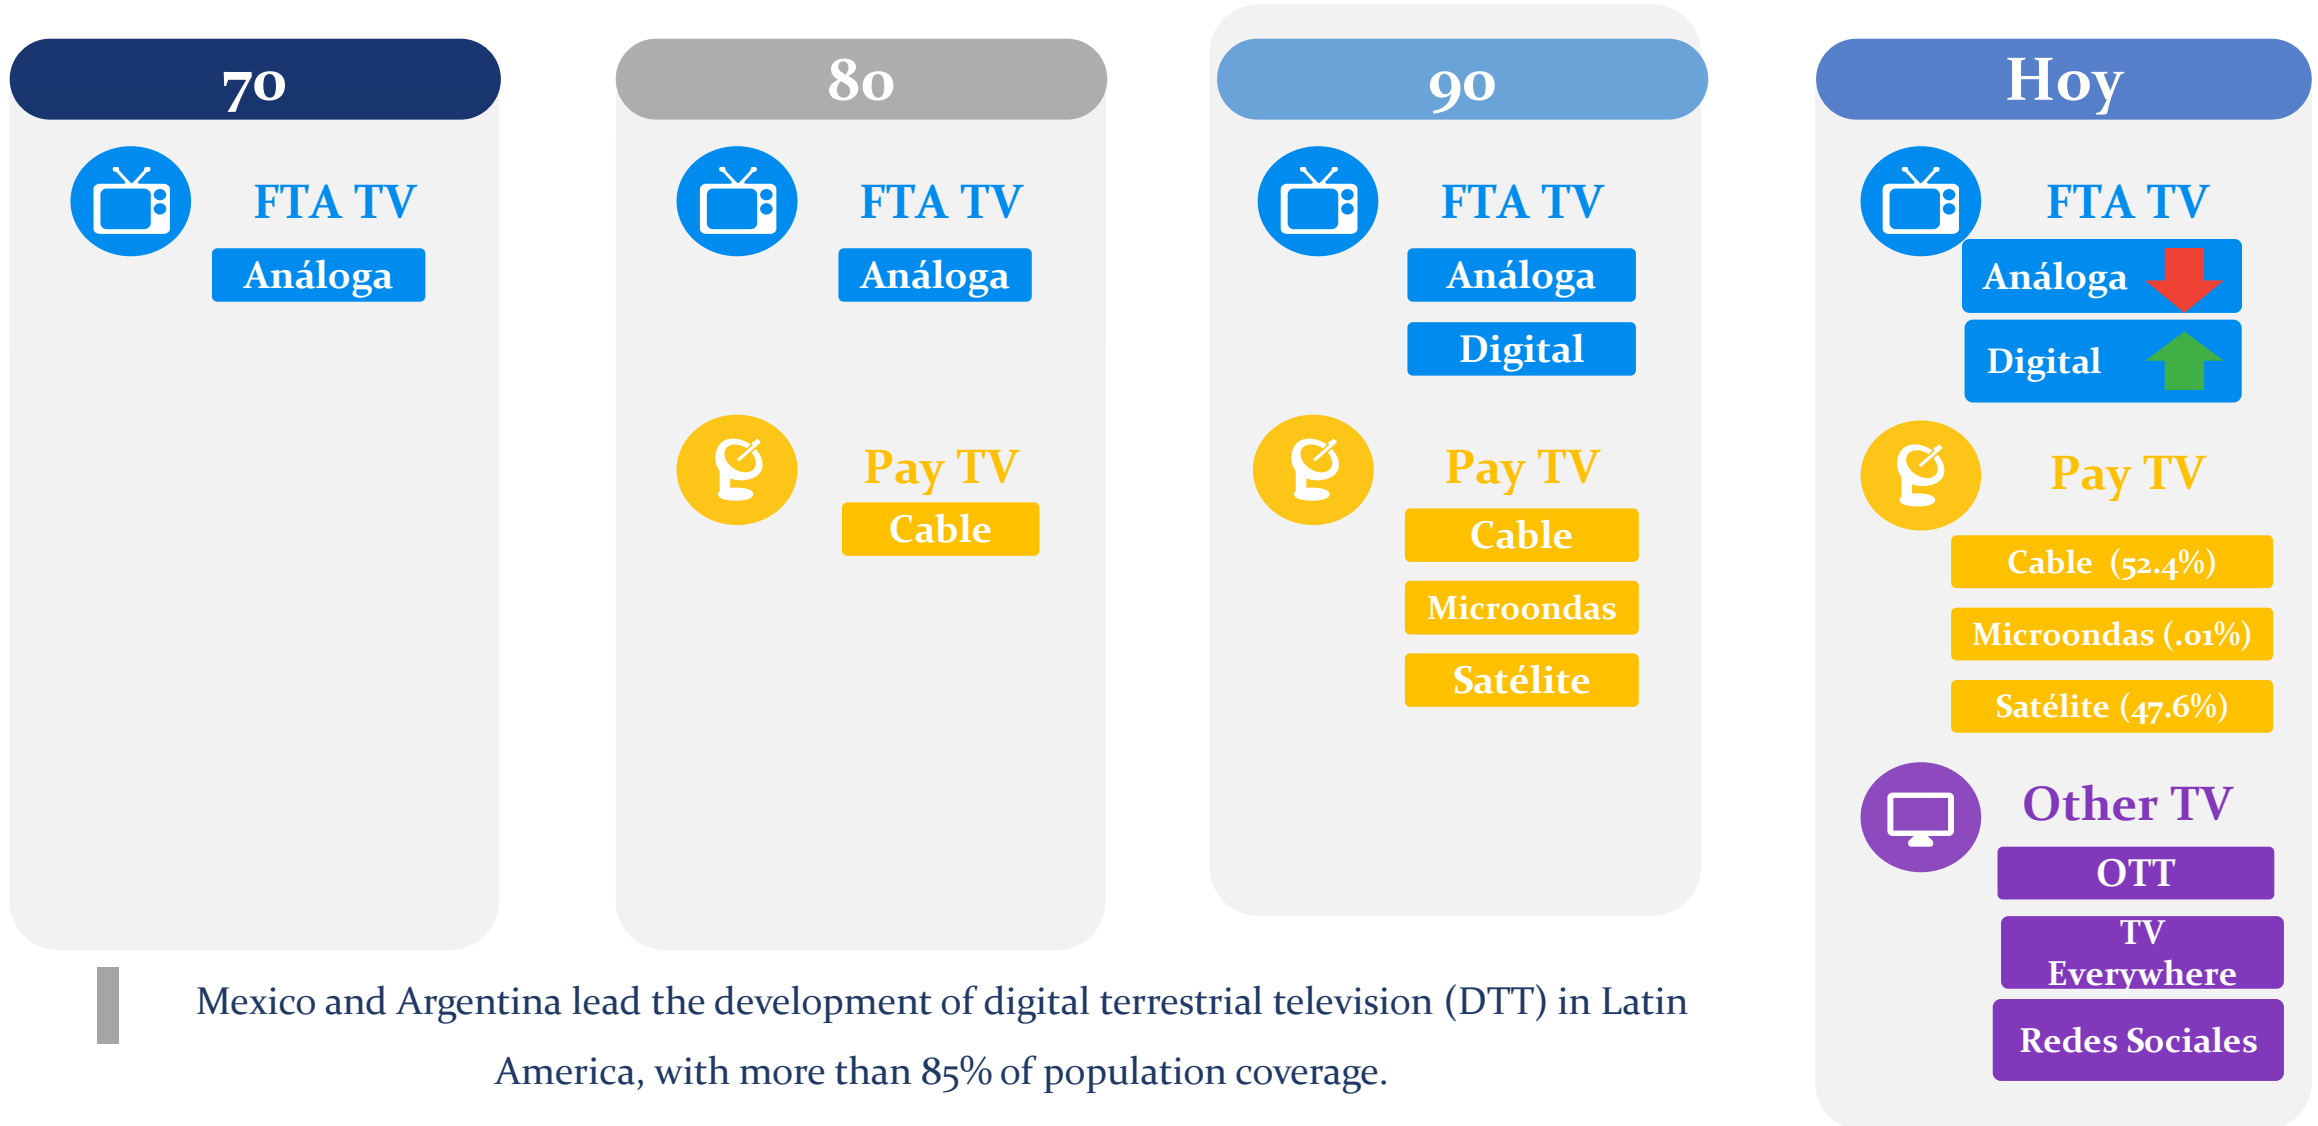 70
FTA TV
Análoga
80
FTA TV
Análoga
Pay TV
Cable
90
FTA TV
Análoga
Digital
Pay TV
Cable
Microondas
Satélite
Hoy
FTA TV
Análoga
Digital
Pay TV
Cable (52.4%)
Microondas (.01%)
Satélite (47.6%)
Other TV
OTT
TV
Everywhere
Redes Sociales
Mexico and Argentina lead the development of digital terrestrial television (DTT) in Latin
America, with more than 85% of population coverage.